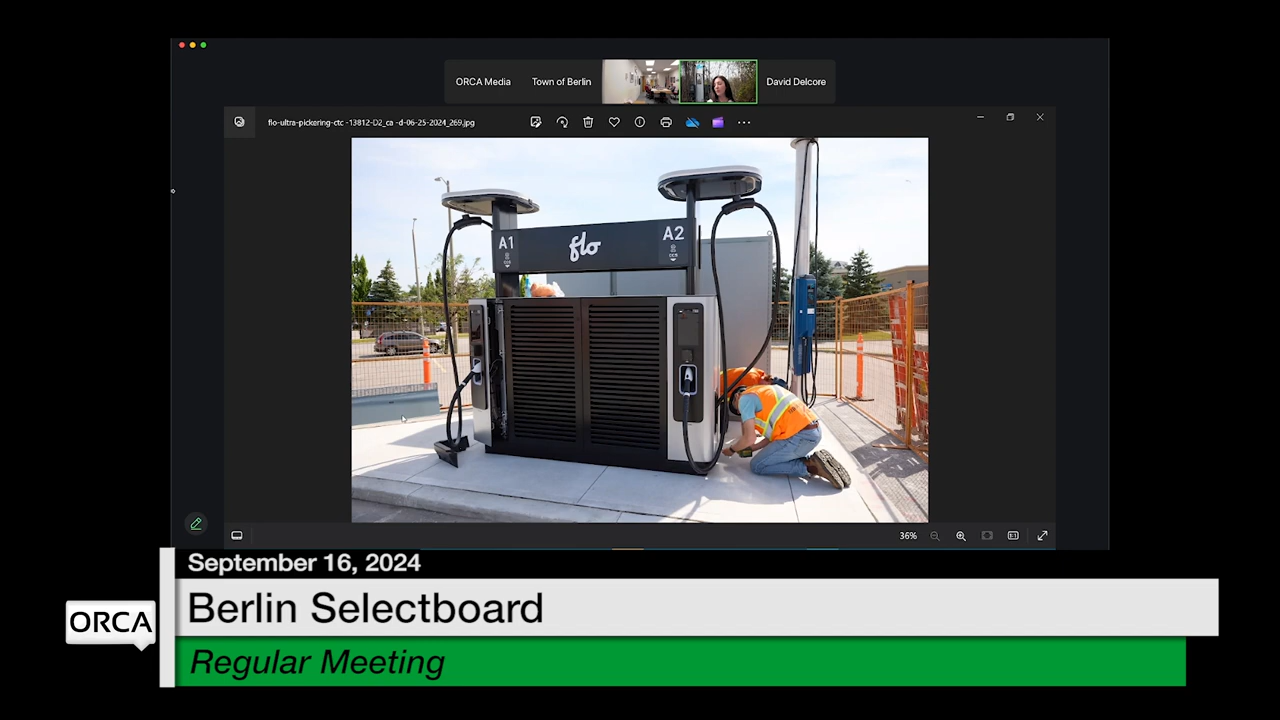 ORCA Media
Town of Berlin
David Delcore
flo-ultra-pickering-ctc -13812-D2_ca -d-06-25-2024_269.jpg
A1
flo
A2
36%
September 16, 2024
Berlin Selectboard
ORCA
Regular Meeting